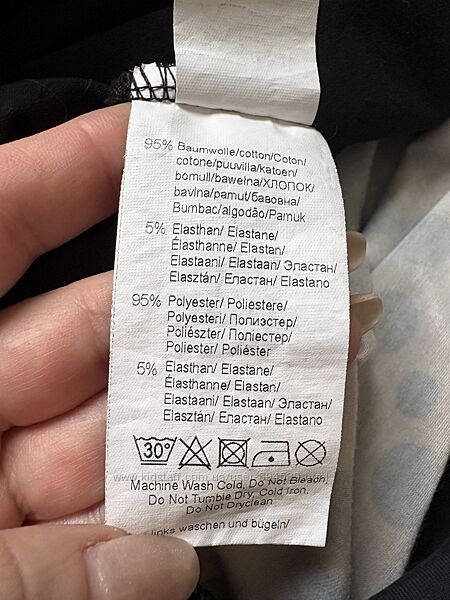 95% Baumwolle/cotton/Coton/
cotone/puuvilla/katoen/
bomull/bawełna/ХЛОПОК/
bavlna/pamut/бавовна/
Bumbac/algodão/Pamuk
5% Elasthan/ Elastane/
Élasthanne/ Elastan/
Elastaani/ Elastaan/ Эластан/
Elasztán/ Еластан/ Elastano
95% Polyester/ Poliestere/
Polyesteri/ Полиэстер/
Poliészter/ Поліестер/
Poliester/ Poliéster
5% Elasthan/ Elastane/
Élasthanne/ Elastan/
Elastaani/ Elastaan/ Эластан/
Elasztán/ Еластан/ Elastano
30°
Machine Wash Cold, Do Not Bleach,
Do Not Tumble Dry, Cold Iron,
Do Not Dryclean
links waschen und bügeln/